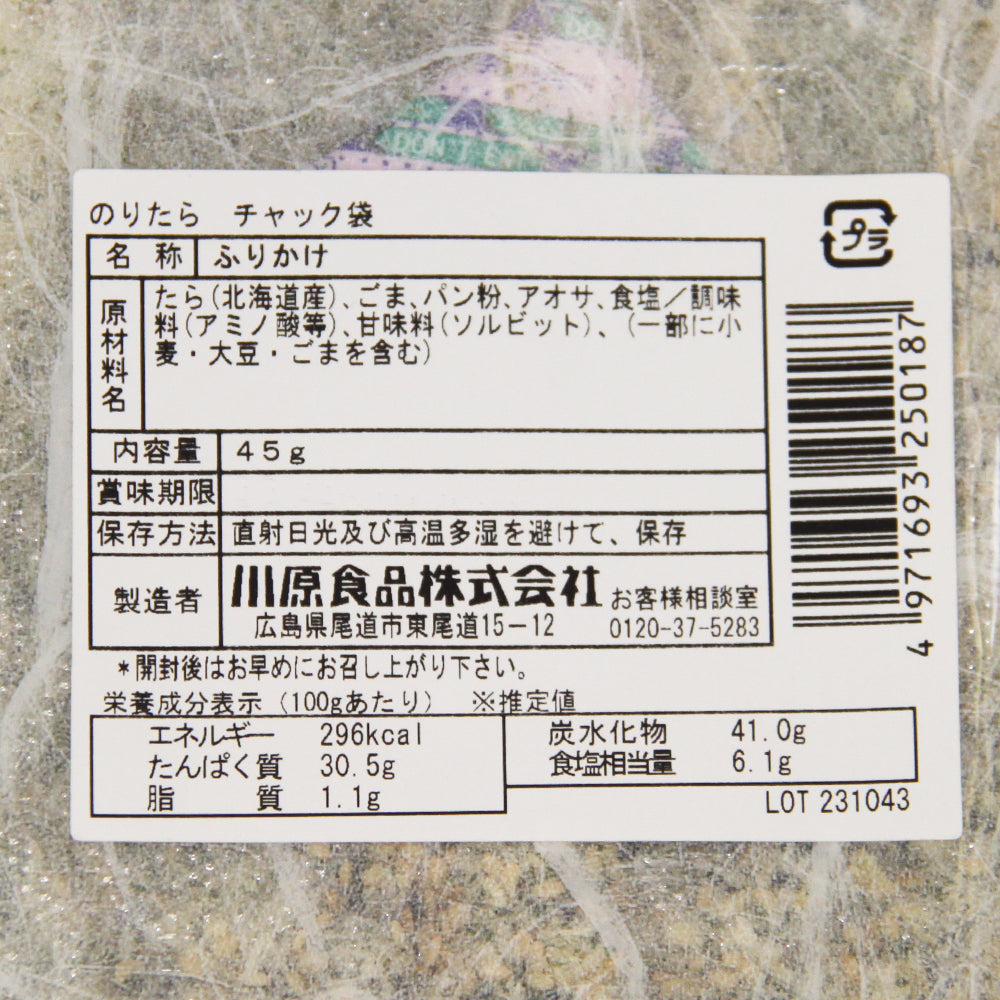 DON'T EAT
のりたら　チャック袋
プラ
名 称 ふりかけ
原材料名 たら(北海道産)、ごま、パン粉、アオサ、食塩／調味
料(アミノ酸等)、甘味料(ソルビット)、(一部に小
麦・大豆・ごまを含む)
内容量 45g
賞味期限
保存方法 直射日光及び高温多湿を避けて、保存
製造者 川原食品株式会社 お客様相談室
広島県尾道市東尾道15－12 0120-37-5283
4971693250187
＊開封後はお早めにお召し上がり下さい。
栄養成分表示（100gあたり） ※推定値
エネルギー 296kcal 炭水化物 41.0g
たんぱく質 30.5g 食塩相当量 6.1g
脂 質 1.1g
LOT 231043